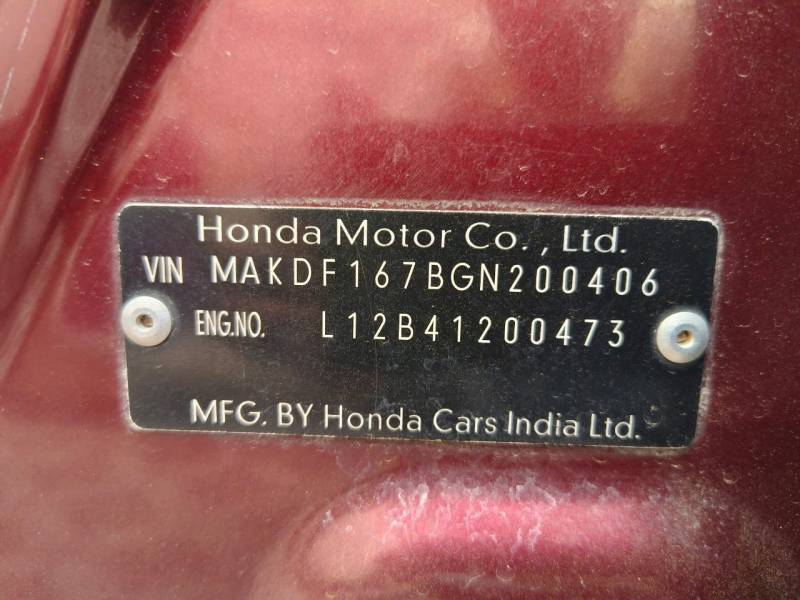 Honda Motor Co., Ltd.
VIN MAKDF167BGN200406
ENG.NO. L12B41200473
MFG. BY Honda Cars India Ltd.